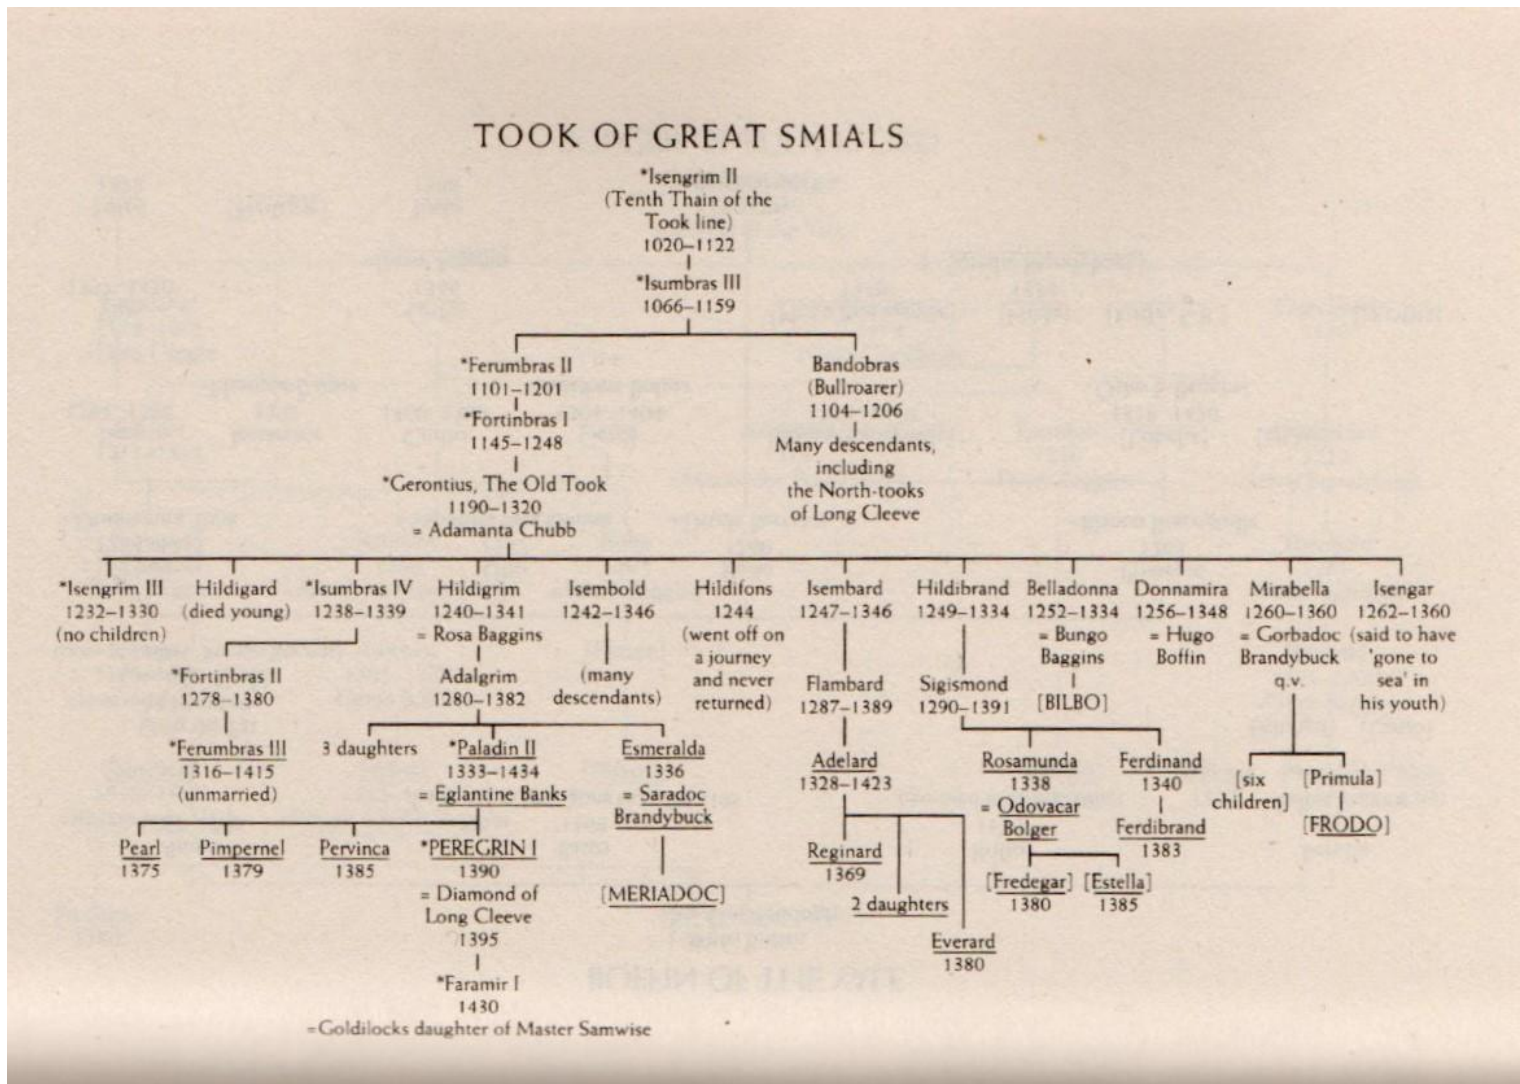 TOOK OF GREAT SMIALS
*Isengrim II
(Tenth Thain of the
Took line)
1020–1122
*Isumbras III
1066–1159
*Ferumbras II
1101–1201
*Fortinbras I
1145–1248
*Gerontius, The Old Took
1190–1320
= Adamanta Chubb
Bandobras
(Bullroarer)
1104–1206
Many descendants,
including
the North-tooks
of Long Cleeve
*Isengrim III
1232–1330
(no children)
Hildigard
(died young)
*Isumbras IV
1238–1339
Hildigrim
1240–1341
= Rosa Baggins
Isembold
1242–1346
(many
descendants)
Hildifons
1244
(went off on
a journey
and never
returned)
Isembard
1247–1346
Hildibrand
1249–1334
Belladonna
1252–1334
= Bungo
Baggins
[BILBO]
Donnamira
1256–1348
= Hugo
Boffin
Mirabella
1260–1360
= Gorbadoc
Brandybuck
q.v.
Isengar
1262–1360
(said to have
'gone to
sea' in
his youth)
*Fortinbras II
1278–1380
Adalgrim
1280–1382
Flambard
1287–1389
Sigismond
1290–1391
*Ferumbras III
1316–1415
(unmarried)
3 daughters
*Paladin II
1333–1434
= Eglantine Banks
Esmeralda
1336
= Saradoc
Brandybuck
Adelard
1328–1423
Rosamunda
1338
= Odovacar
Bolger
Ferdinand
1340
Ferdibrand
1383
[six
children]
[Primula]
[FRODO]
Pearl
1375
Pimpernel
1379
Pervinca
1385
*PEREGRIN I
1390
= Diamond of
Long Cleeve
1395
[MERIADOC]
Reginard
1369
2 daughters
Everard
1380
[Fredegar]
1380
[Estella]
1385
*Faramir I
1430
=Goldilocks daughter of Master Samwise